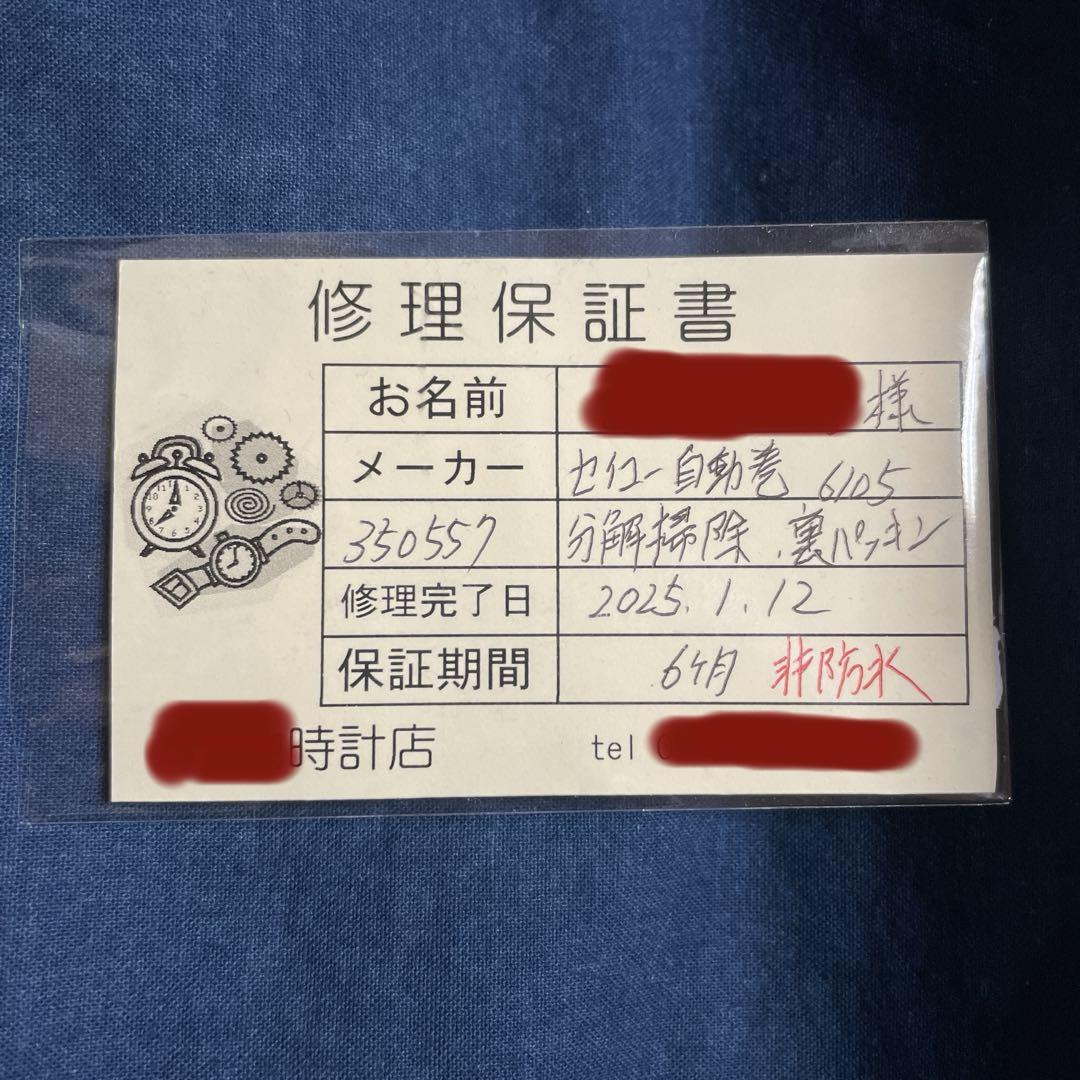 修理保証書
お名前 様
メーカー セイコー自動巻 6105
350557 分解掃除、裏パッキン
修理完了日 2025.1.12
保証期間 6ヶ月 非防水
時計店 tel